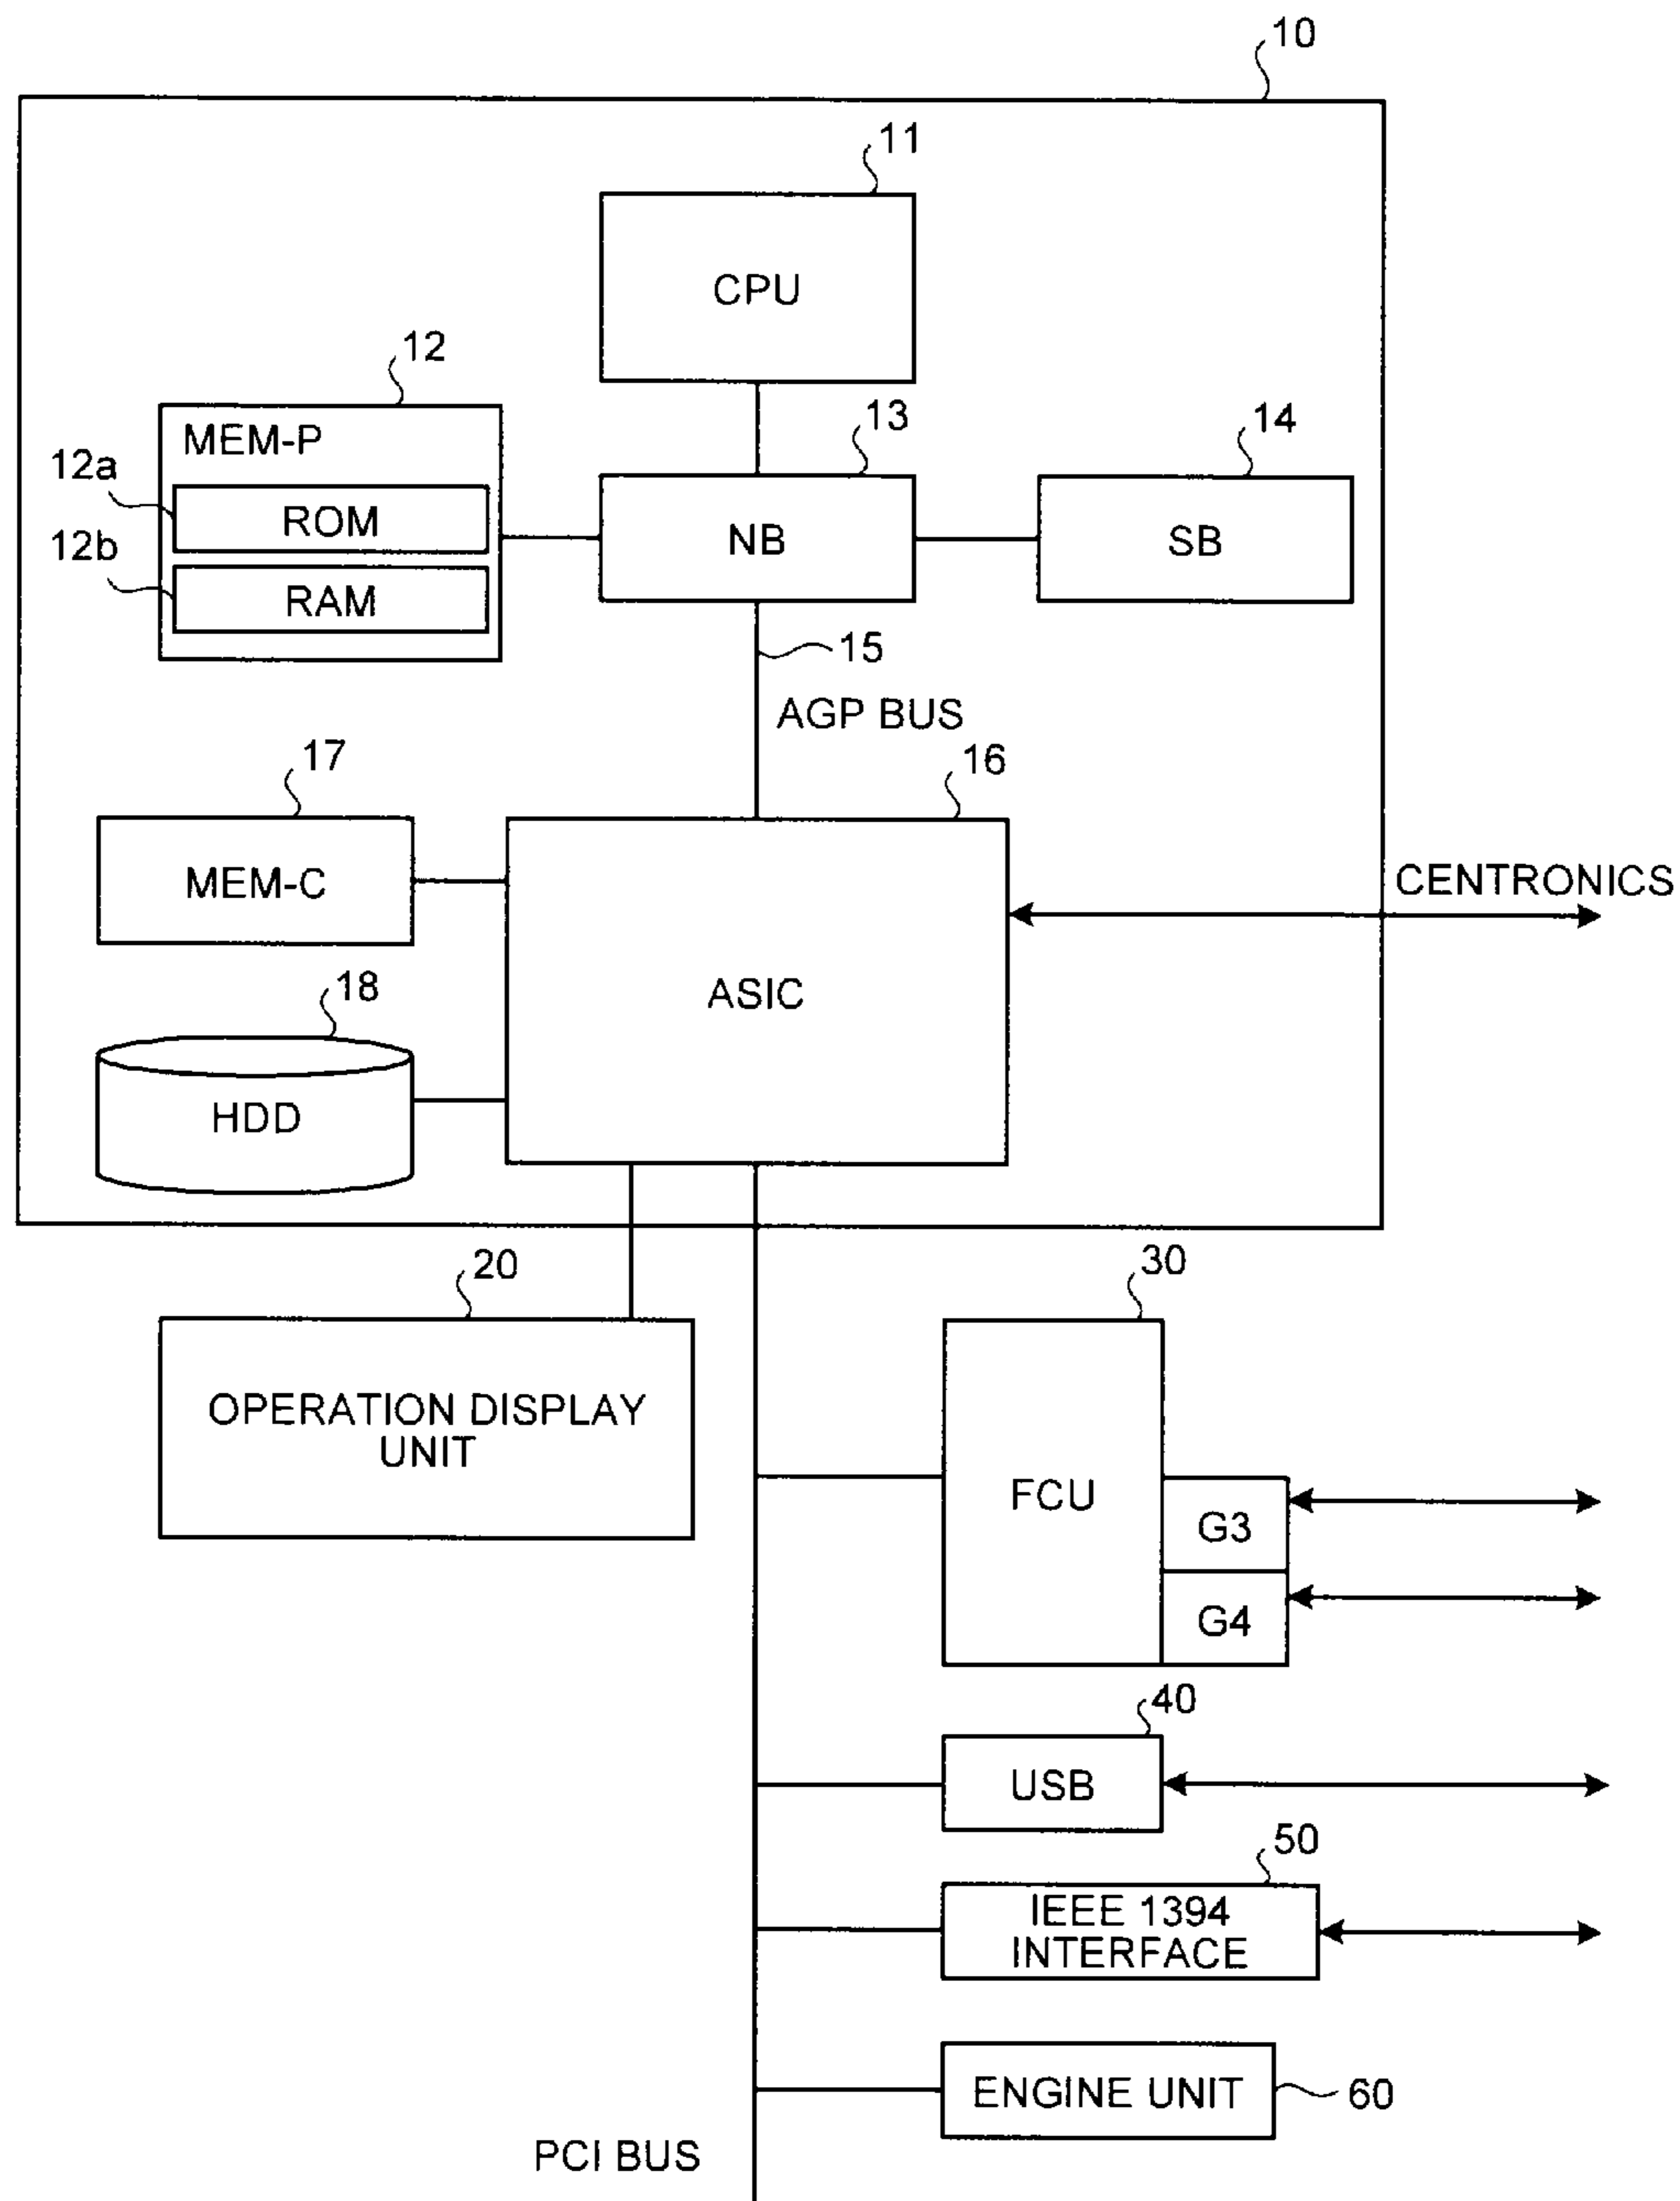 10
11
CPU
12
13
14
MEM-P
12a
ROM
NB
SB
12b
RAM
15
AGP BUS
17
16
MEM-C
CENTRONICS
ASIC
18
HDD
20
30
OPERATION DISPLAY
UNIT
FCU
G3
G4
40
USB
50
IEEE 1394
INTERFACE
ENGINE UNIT
60
PCI BUS